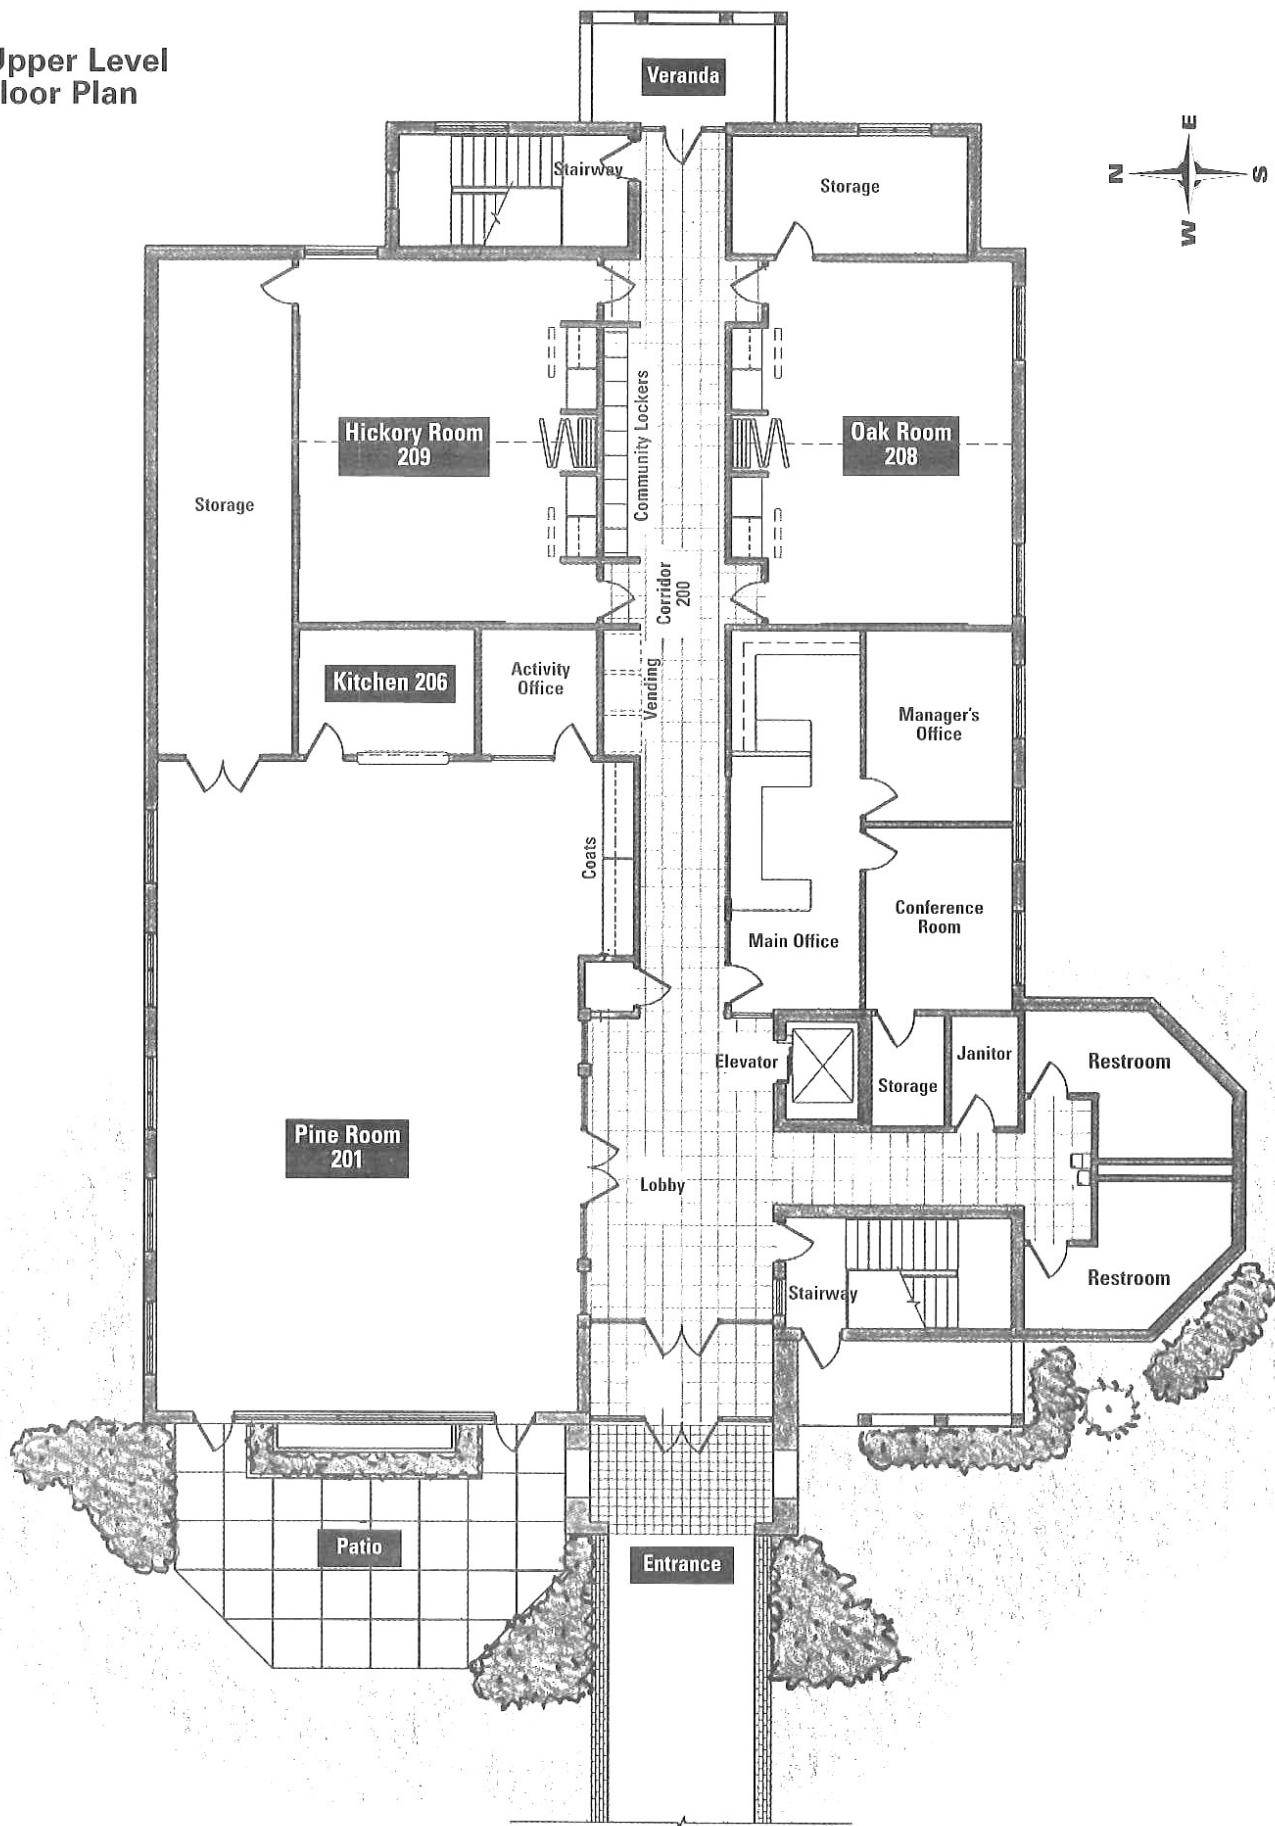 Upper Level
Floor Plan
Veranda
E
N
S
W
Stairway
Storage
Hickory Room
209
Community Lockers
Oak Room
208
Storage
Corridor
200
Kitchen 206
Activity
Office
Vending
Manager's
Office
Coats
Conference
Room
Main Office
Elevator
Storage
Janitor
Restroom
Pine Room
201
Lobby
Stairway
Restroom
Patio
Entrance